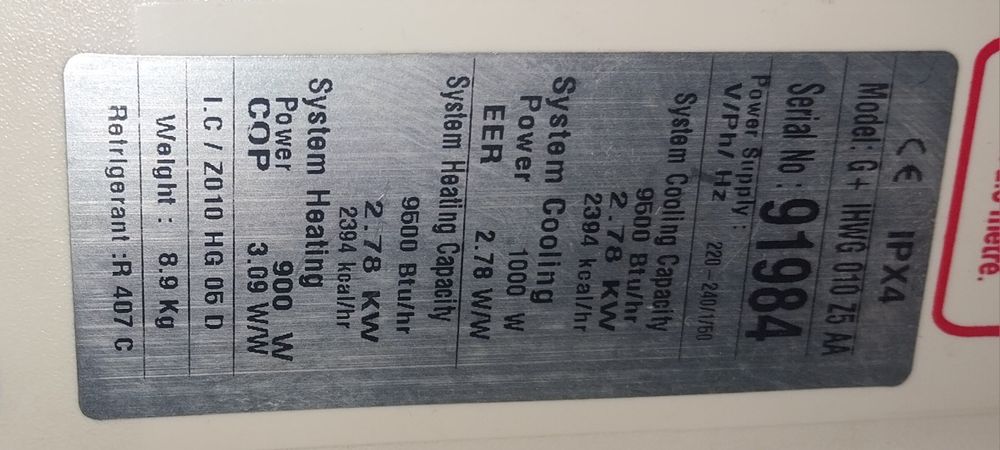 CE IPX4
Model: G + IHWG 010 Z5 AA
Serial No : 91984
Power Supply :
V/Ph/ Hz 220-240/1/50
System Cooling Capacity
9500 Btu/hr
2.78 KW
2394 kcal/hr
System Cooling
Power 1000 W
EER 2.78 W/W
System Heating Capacity
9500 Btu/hr
2.78 KW
2394 kcal/hr
System Heating
Power 900 W
COP 3.09 W/W
I.C / Z010 HG 05 D
Weight : 8.9 Kg
Refrigerant :R 407 C
metre.